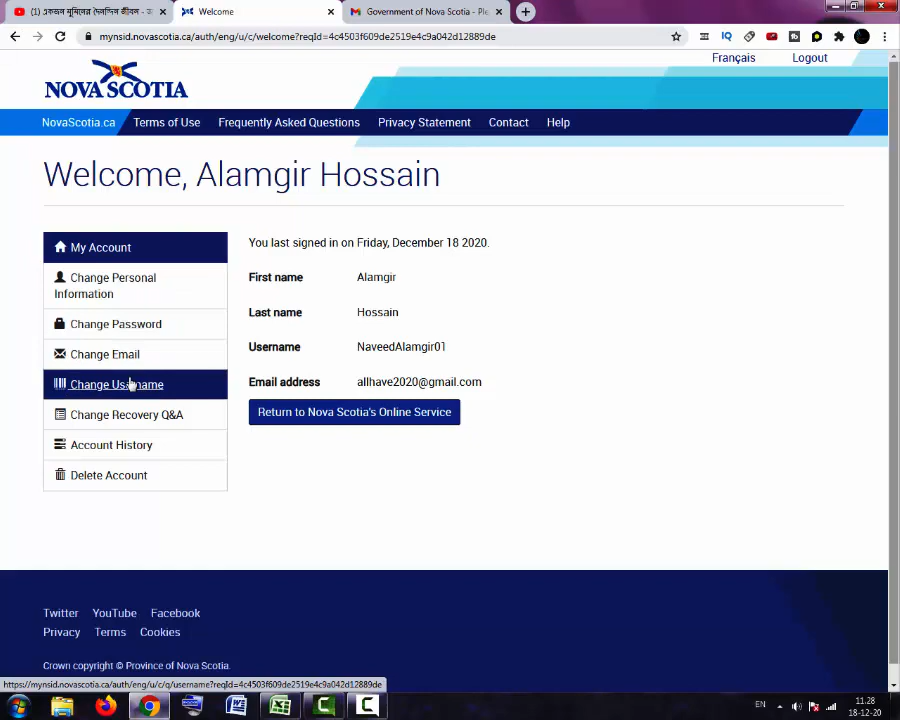 (1) একজন মুমিনের দৈনন্দিন জীবন -
Welcome
Government of Nova Scotia - Ple
mynsid.novascotia.ca/auth/eng/u/c/welcome?reqId=4c4503f609de2519e4c9a042d12889de
IQ
Français
Logout
NOVA SCOTIA
NovaScotia.ca
Terms of Use
Frequently Asked Questions
Privacy Statement
Contact
Help
Welcome, Alamgir Hossain
My Account
Change Personal
Information
Change Password
Change Email
Change Username
Change Recovery Q&A
Account History
Delete Account
You last signed in on Friday, December 18 2020.
First name Alamgir
Last name Hossain
Username NaveedAlamgir01
Email address allhave2020@gmail.com
Return to Nova Scotia's Online Service
Twitter YouTube Facebook
Privacy Terms Cookies
Crown copyright © Province of Nova Scotia.
https://mynsid.novascotia.ca/auth/eng/u/c/q/username?reqId=4c4503f609de2519e4c9a042d12889de
EN
11.28
18-12-20